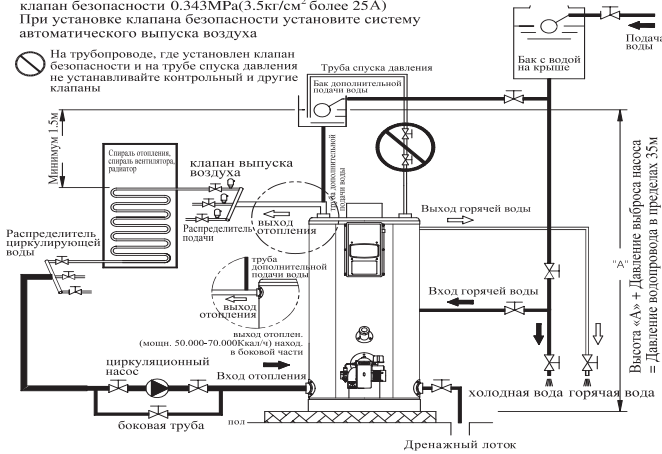 клапан безопасности 0.343МРа(3.5кг/см² более 25А)
При установке клапана безопасности установите систему
автоматического выпуска воздуха
На трубопроводе, где установлен клапан
безопасности и на трубе спуска давления
не устанавливайте контрольный и другие
клапаны
Труба спуска давления
Бак дополнительной
подачи воды
Бак с водой
на крыше
Подача
воды
Минимум 1.5м
Спираль отопления,
спираль вентилятора,
радиатор
клапан выпуска
воздуха
труба дополнительной
подачи воды
Распределитель
подачи
выход
отопления
Выход горячей воды
Распределитель
циркулирующей
воды
труба
дополнительной
подачи воды
выход
отопления
Вход горячей воды
"А"
Высота «А» + Давление выброса насоса
= Давление водопровода в пределах 35м
выход отоплен.
(мощн. 50.000-70.000Ккал/ч) наход.
в боковой части
циркуляционный
насос
Вход отопления
холодная вода
горячая вода
боковая труба
пол
Дренажный лоток